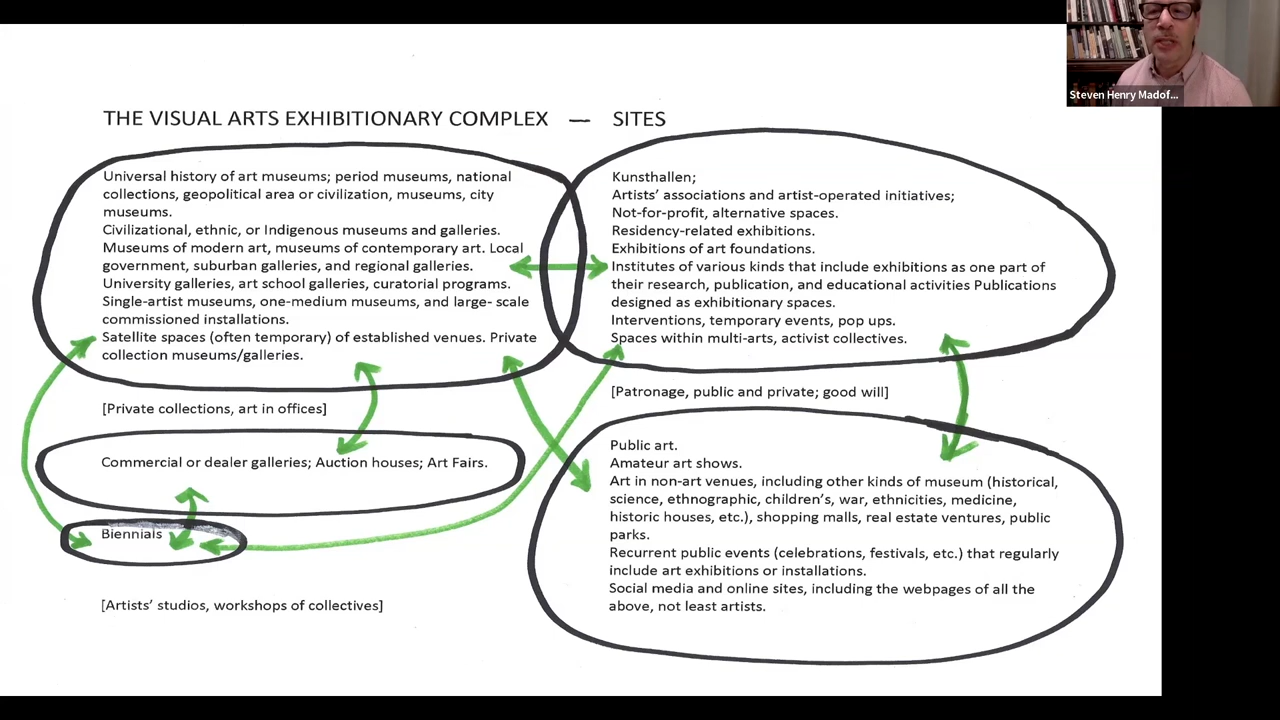 Steven Henry Madof...
THE VISUAL ARTS EXHIBITIONARY COMPLEX — SITES
Universal history of art museums; period museums, national
collections, geopolitical area or civilization, museums, city
museums.
Civilizational, ethnic, or Indigenous museums and galleries.
Museums of modern art, museums of contemporary art. Local
government, suburban galleries, and regional galleries.
University galleries, art school galleries, curatorial programs.
Single-artist museums, one-medium museums, and large- scale
commissioned installations.
Satellite spaces (often temporary) of established venues. Private
collection museums/galleries.
[Private collections, art in offices]
Commercial or dealer galleries; Auction houses; Art Fairs.
Biennials
[Artists’ studios, workshops of collectives]
Kunsthallen;
Artists’ associations and artist-operated initiatives;
Not-for-profit, alternative spaces.
Residency-related exhibitions.
Exhibitions of art foundations.
Institutes of various kinds that include exhibitions as one part of
their research, publication, and educational activities Publications
designed as exhibitionary spaces.
Interventions, temporary events, pop ups.
Spaces within multi-arts, activist collectives.
[Patronage, public and private; good will]
Public art.
Amateur art shows.
Art in non-art venues, including other kinds of museum (historical,
science, ethnographic, children’s, war, ethnicities, medicine,
historic houses, etc.), shopping malls, real estate ventures, public
parks.
Recurrent public events (celebrations, festivals, etc.) that regularly
include art exhibitions or installations.
Social media and online sites, including the webpages of all the
above, not least artists.